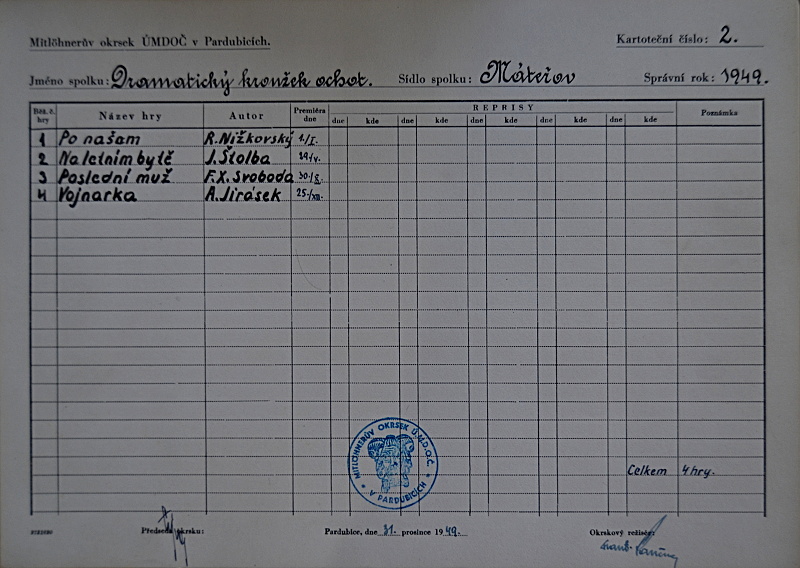 Mitlöhnerův okrsek ÚMDOČ v Pardubicích.
Kartoteční číslo: 2.
Jméno spolku: Dramatický kroužek ochot. Sídlo spolku: Máteřov Správní rok: 1949.
Běž. č. hry Název hry Autor Premiéra dne REPRISY Poznámka
dne kde dne kde dne kde dne kde dne kde
1 Po našam R. Nižkovský 1./I.
2 Na letním bytě J. Štolba 29/V.
3 Poslední muž F.X. Svoboda 30./X.
4 Vojnarka A. Jirásek 25./XII.
MITLÖHNERŮV OKRSEK Ú.M.D.O.Č. V PARDUBICÍCH
Celkem 4 hry.
Předseda okrsku: Pardubice, dne 31. prosince 1949. Okrskový režisér: